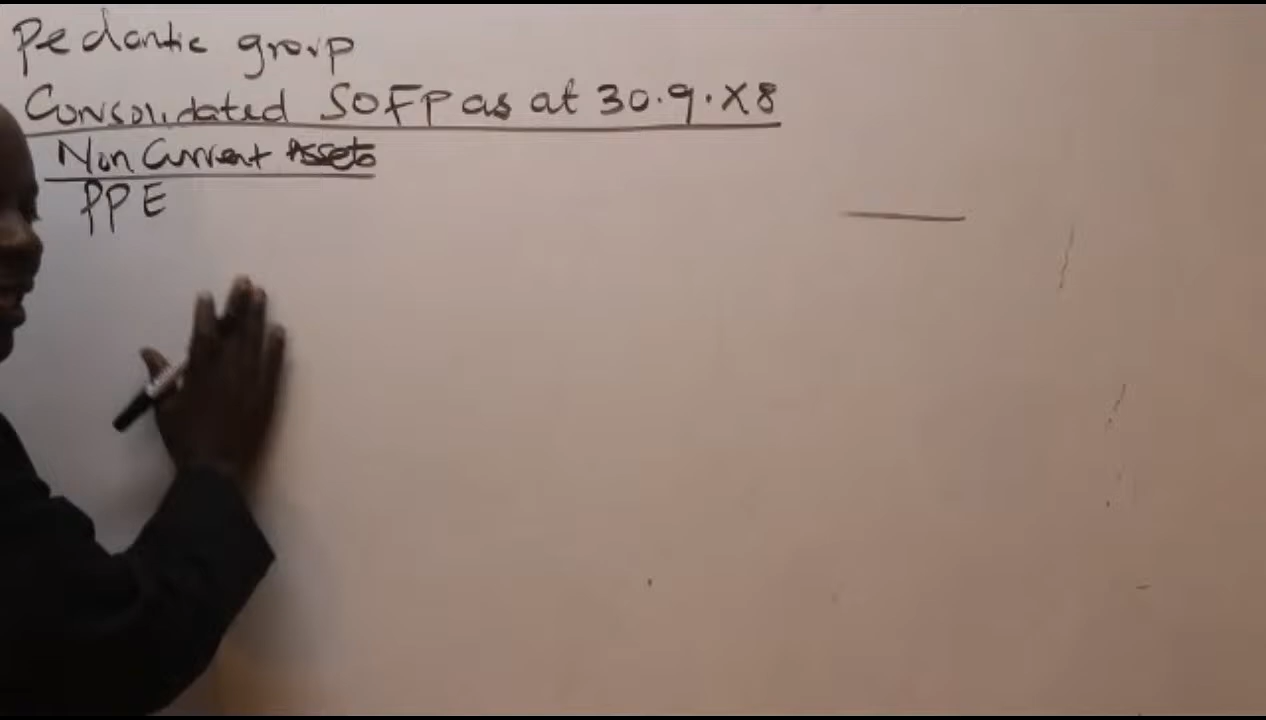 Pedantic group
Consolidated SOFP as at 30.9.X8
Non Current Assets
PPE